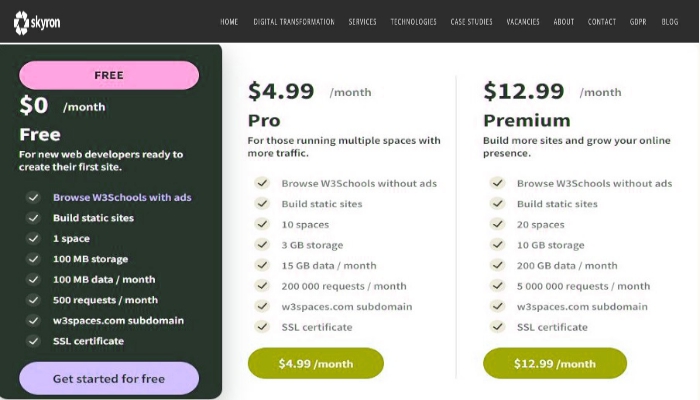 skyron
HOME DIGITAL TRANSFORMATION SERVICES TECHNOLOGIES CASE STUDIES VACANCIES ABOUT CONTACT GDPR BLOG
FREE
$0 /month
Free
For new web developers ready to
create their first site.
Browse W3Schools with ads
Build static sites
1 space
100 MB storage
100 MB data / month
500 requests / month
w3spaces.com subdomain
SSL certificate
Get started for free
$4.99 /month
Pro
For those running multiple spaces with
more traffic.
Browse W3Schools without ads
Build static sites
10 spaces
3 GB storage
15 GB data / month
200 000 requests / month
w3spaces.com subdomain
SSL certificate
$4.99 /month
$12.99 /month
Premium
Build more sites and grow your online
presence.
Browse W3Schools without ads
Build static sites
20 spaces
10 GB storage
200 GB data / month
5 000 000 requests / month
w3spaces.com subdomain
SSL certificate
$12.99 /month